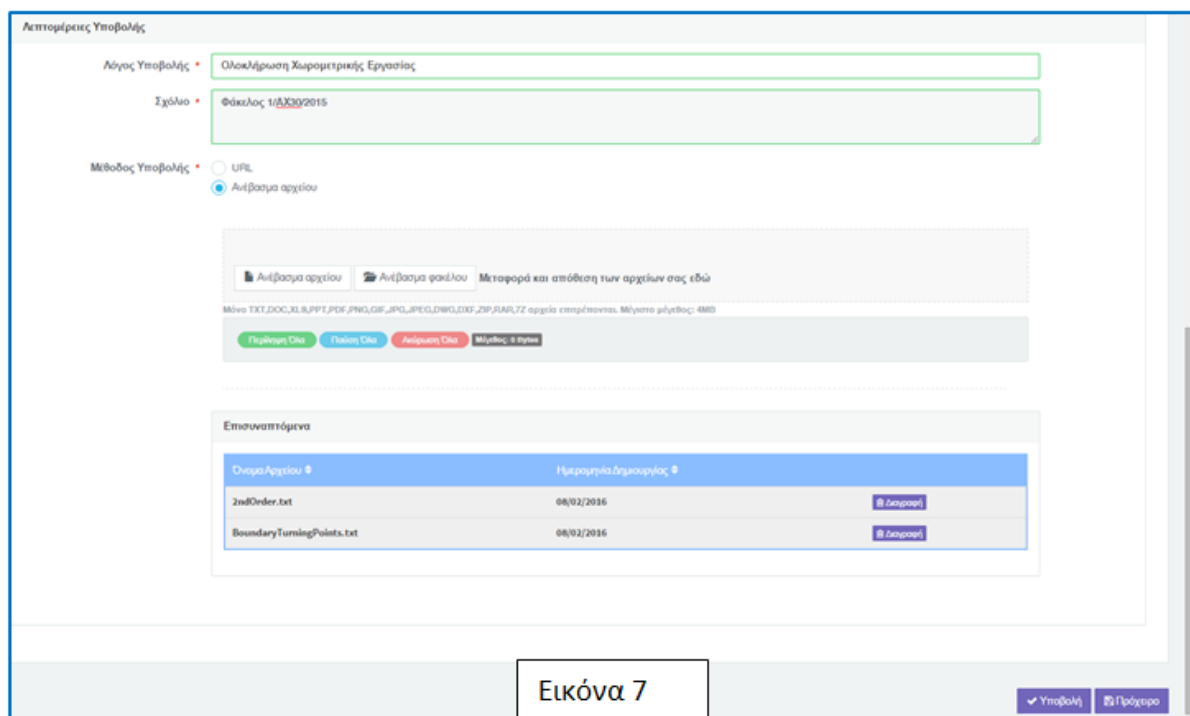 Λεπτομέρειες Υποβολής
Λόγος Υποβολής * Ολοκλήρωση Χωρομετρικής Εργασίας
Σχόλιο * Φάκελος 1/ΑΧ30/2015
Μέθοδος Υποβολής * URL
Ανέβασμα αρχείου
Ανέβασμα αρχείου Ανέβασμα φακέλου Μεταφορά και απόθεση των αρχείων σας εδώ
Μόνο TXT,DOC,XLS,PPT,PDF,PNG,GIF,JPG,JPEG,DWG,DXF,ZIP,RAR,7Z αρχεία επιτρέπονται. Μέγιστο μέγεθος: 4MB
Όλα Παύση Όλα Ακύρωση Όλα Μέγεθος: 0 Bytes
Επισυναπτόμενα
Όνομα Αρχείου Ημερομηνία Δημιουργίας
2ndOrder.txt 08/02/2016 Διαγραφή
BoundaryTurningPoints.txt 08/02/2016 Διαγραφή
Εικόνα 7
Υποβολή Πρόχειρο